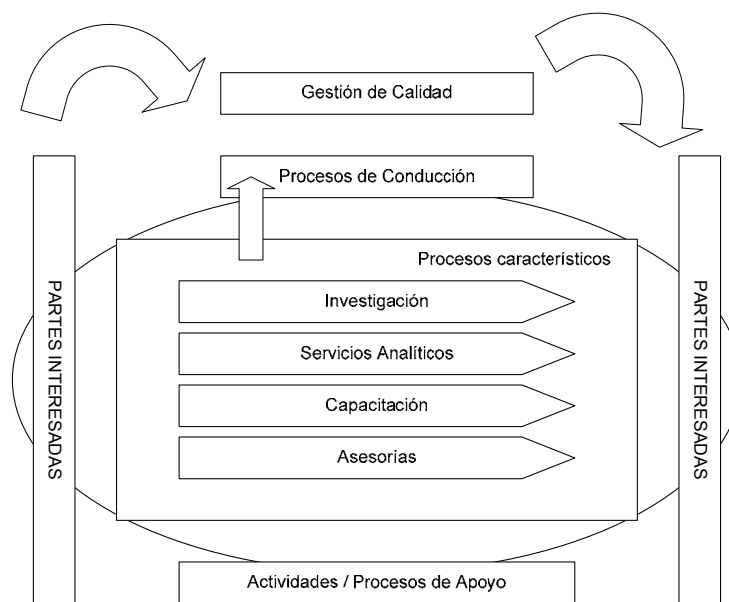 Gestión de Calidad
Procesos de Conducción
Procesos característicos
PARTES INTERESADAS
Investigación
Servicios Analíticos
Capacitación
Asesorías
PARTES INTERESADAS
Actividades / Procesos de Apoyo